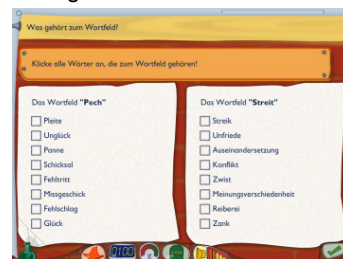 Was gehört zum Wortfeld?
Klicke alle Wörter an, die zum Wortfeld gehören!
Das Wortfeld "Pech"
Pleite
Unglück
Panne
Schicksal
Fehltritt
Missgeschick
Fehlschlag
Glück
Das Wortfeld "Streit"
Streik
Unfriede
Auseinandersetzung
Konflikt
Zwist
Meinungsverschiedenheit
Reiberei
Zank